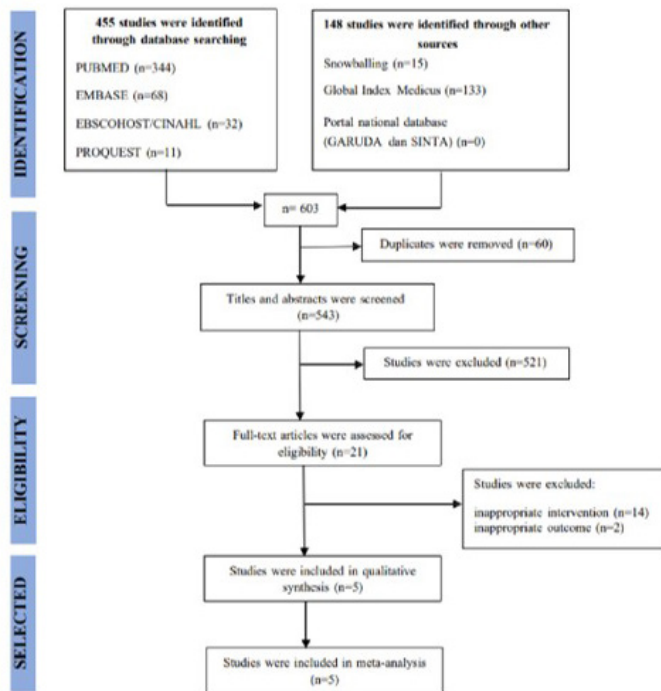 IDENTIFICATION
455 studies were identified
through database searching
PUBMED (n=344)
EMBASE (n=68)
EBSCOHOST/CINAHL (n=32)
PROQUEST (n=11)
148 studies were identified through other
sources
Snowballing (n=15)
Global Index Medicus (n=133)
Portal national database
(GARUDA dan SINTA) (n=0)
n= 603
SCREENING
Duplicates were removed (n=60)
Titles and abstracts were screened
(n=543)
Studies were excluded (n=521)
ELIGIBILITY
Full-text articles were assessed for
eligibility (n=21)
Studies were excluded:
inappropriate intervention (n=14)
inappropriate outcome (n=2)
SELECTED
Studies were included in qualitative
synthesis (n=5)
Studies were included in meta-analysis
(n=5)